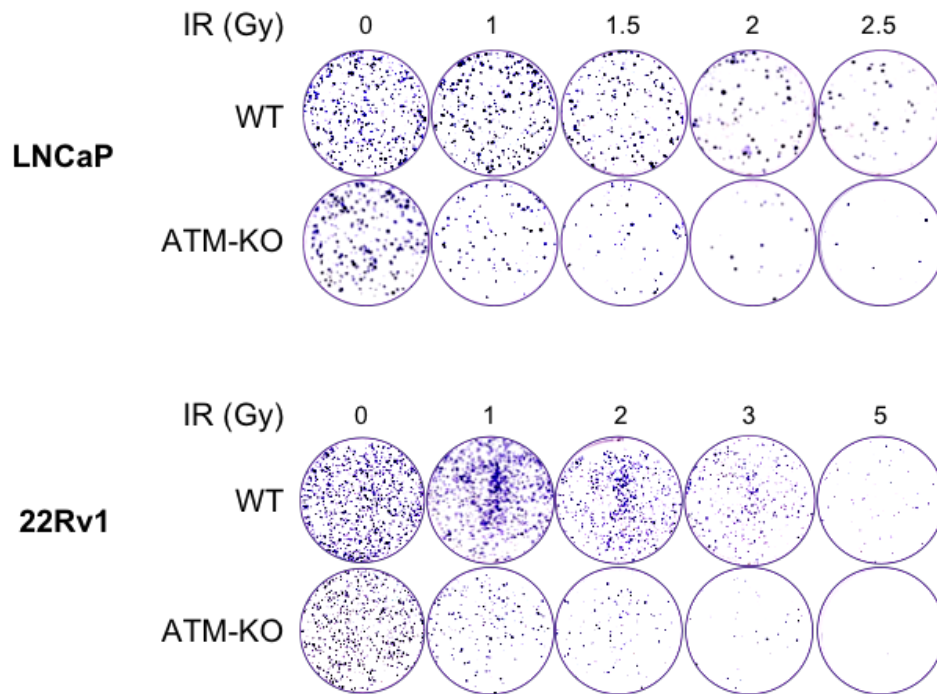 IR (Gy) 0 1 1.5 2 2.5
WT
LNCaP
ATM-KO
IR (Gy) 0 1 2 3 5
WT
22Rv1
ATM-KO